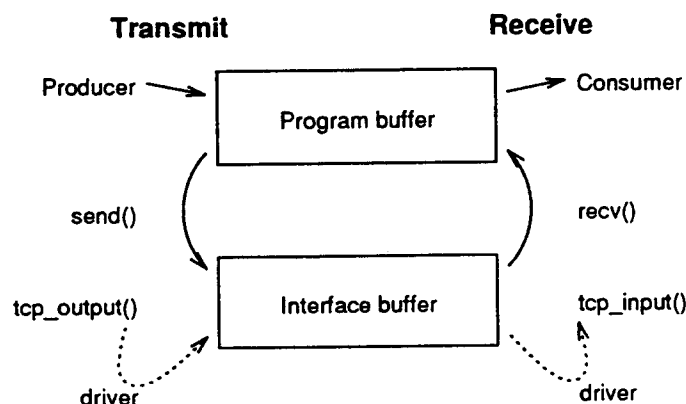 Transmit
Receive
Producer
Consumer
Program buffer
send()
recv()
tcp_output()
Interface buffer
tcp_input()
driver
driver